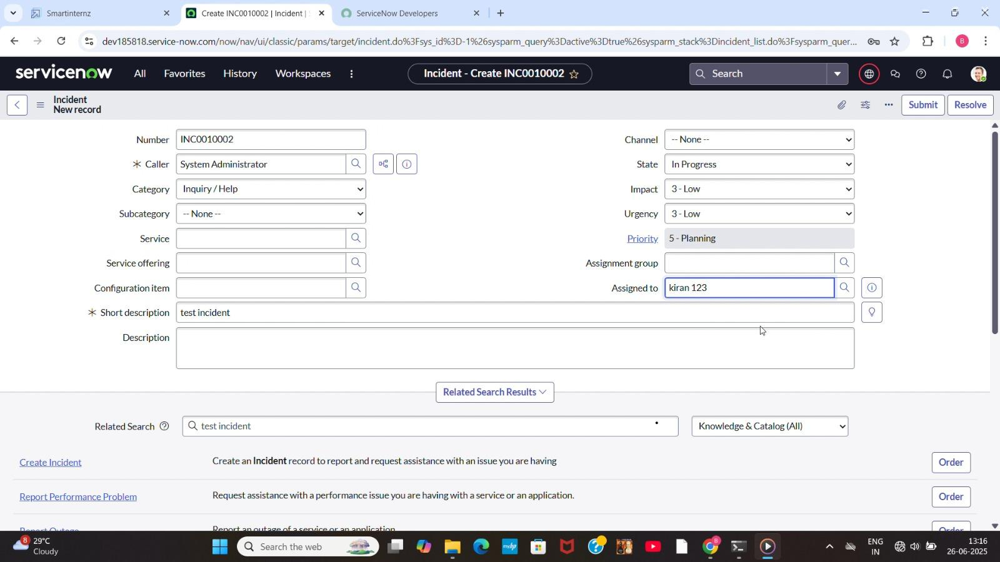 Smartinternz
Create INC0010002 | Incident |
ServiceNow Developers
dev185818.service-now.com/now/nav/ui/classic/params/target/incident.do%3Fsys_id%3D-1%26sysparm_query%3Dactive%3Dtrue%26sysparm_stack%3Dincident_list.do%3Fsysparm_quer...
B
servicenow
All
Favorites
History
Workspaces
Incident - Create INC0010002
Search
Incident
New record
Submit
Resolve
Number
INC0010002
Channel
-- None --
Caller
System Administrator
State
In Progress
Category
Inquiry / Help
Impact
3 - Low
Subcategory
-- None --
Urgency
3 - Low
Service
Priority
5 - Planning
Service offering
Assignment group
Configuration item
Assigned to
kiran 123
Short description
test incident
Description
Related Search Results
Related Search
test incident
Knowledge & Catalog (All)
Create Incident
Create an Incident record to report and request assistance with an issue you are having
Order
Report Performance Problem
Request assistance with a performance issue you are having with a service or an application.
Order
Report Outage
Report an outage of a service or an application
Order
8
29°C
Cloudy
Search the web
myhp
8
ENG
IN
13:16
26-06-2025